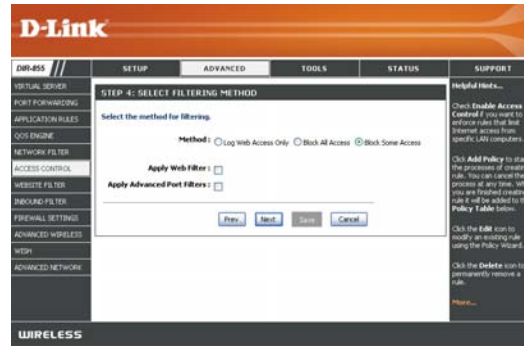 D-Link
DIR-855
SETUP
ADVANCED
TOOLS
STATUS
SUPPORT
VIRTUAL SERVER
PORT FORWARDING
APPLICATION RULES
QOS ENGINE
NETWORK FILTER
ACCESS CONTROL
WEBSITE FILTER
INBOUND FILTER
FIREWALL SETTINGS
ADVANCED WIRELESS
WISH
ADVANCED NETWORK
STEP 4: SELECT FILTERING METHOD
Select the method for filtering.
Method : Log Web Access Only Block All Access Block Some Access
Apply Web Filter :
Apply Advanced Port Filters :
Prev Next Save Cancel
Helpful Hints...
Check Enable Access
Control if you want to
enforce rules that limit
Internet access from
specific LAN computers.
Click Add Policy to sta
the processes of create
rule. You can cancel the
process at any time. Wh
you are finished creatin
rule it will be added to t
Policy Table below.
Click the Edit icon to
modify an existing rule
using the Policy Wizard.
Click the Delete icon to
permanently remove a
rule.
More...
WIRELESS